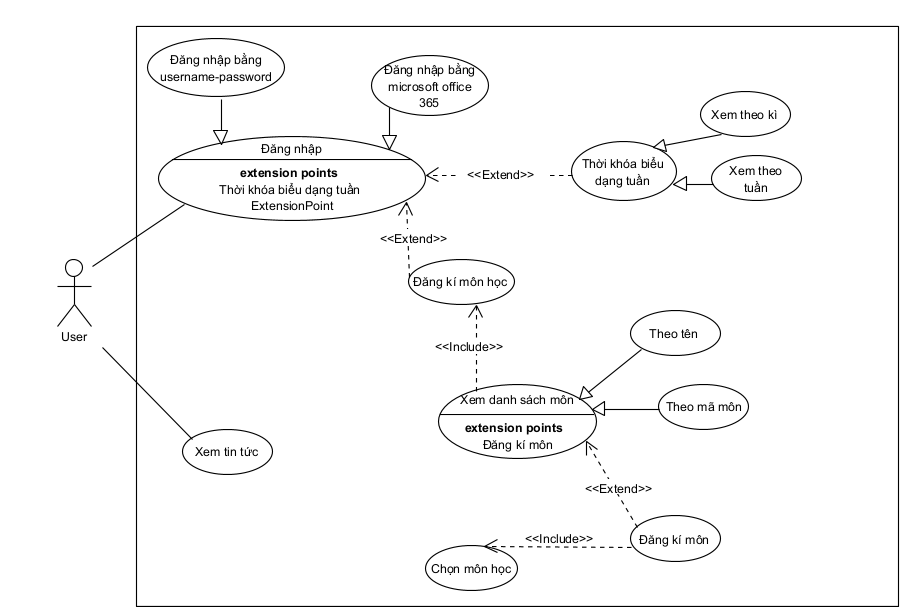 Đăng nhập bằng
username-password
Đăng nhập bằng
microsoft office
365
Xem theo kì
Đăng nhập
extension points
Thời khóa biểu dạng tuần
ExtensionPoint
<<Extend>>
Thời khóa biểu
dạng tuần
Xem theo
tuần
<<Extend>>
Đăng kí môn học
User
<<Include>>
Theo tên
Xem danh sách môn
extension points
Đăng kí môn
Theo mã môn
Xem tin tức
<<Extend>>
<<Include>>
Đăng kí môn
Chọn môn học